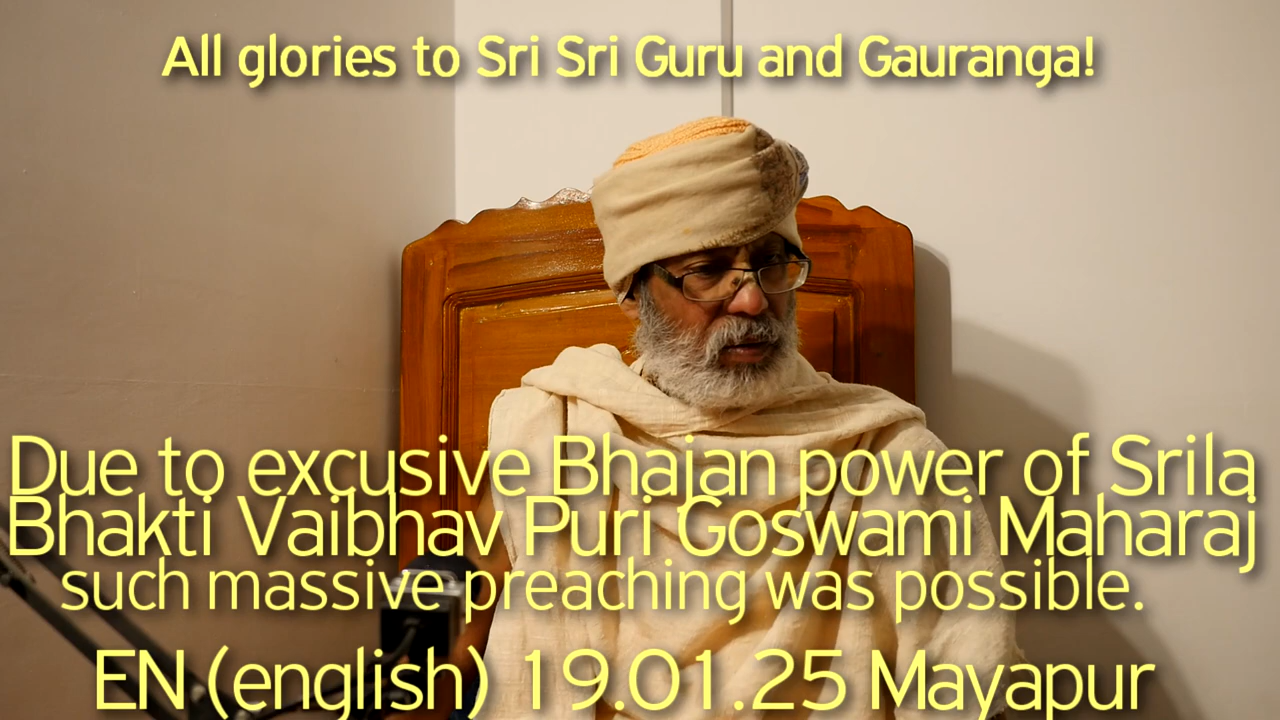 All glories to Sri Sri Guru and Gauranga!
Due to excusive Bhajan power of Srila
Bhakti Vaibhav Puri Goswami Maharaj
such massive preaching was possible.
EN (english) 19.01.25 Mayapur